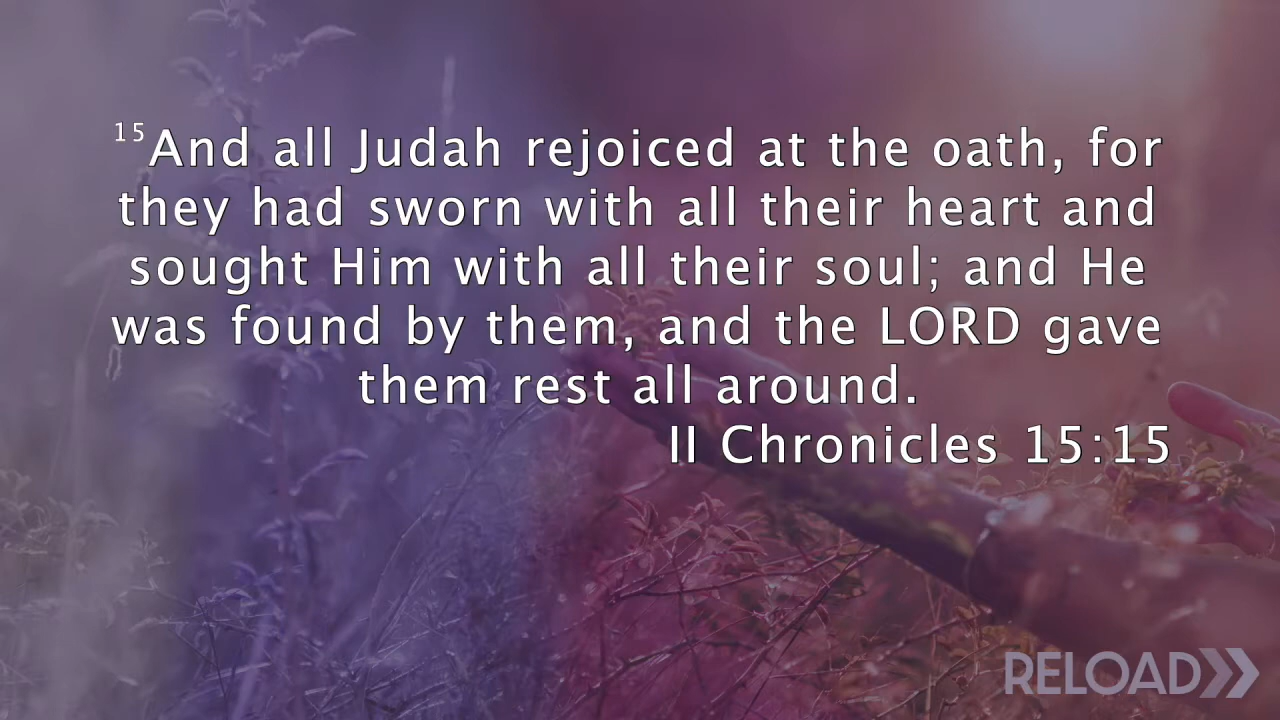 15And all Judah rejoiced at the oath, for
they had sworn with all their heart and
sought Him with all their soul; and He
was found by them, and the LORD gave
them rest all around.
II Chronicles 15:15
RELOAD